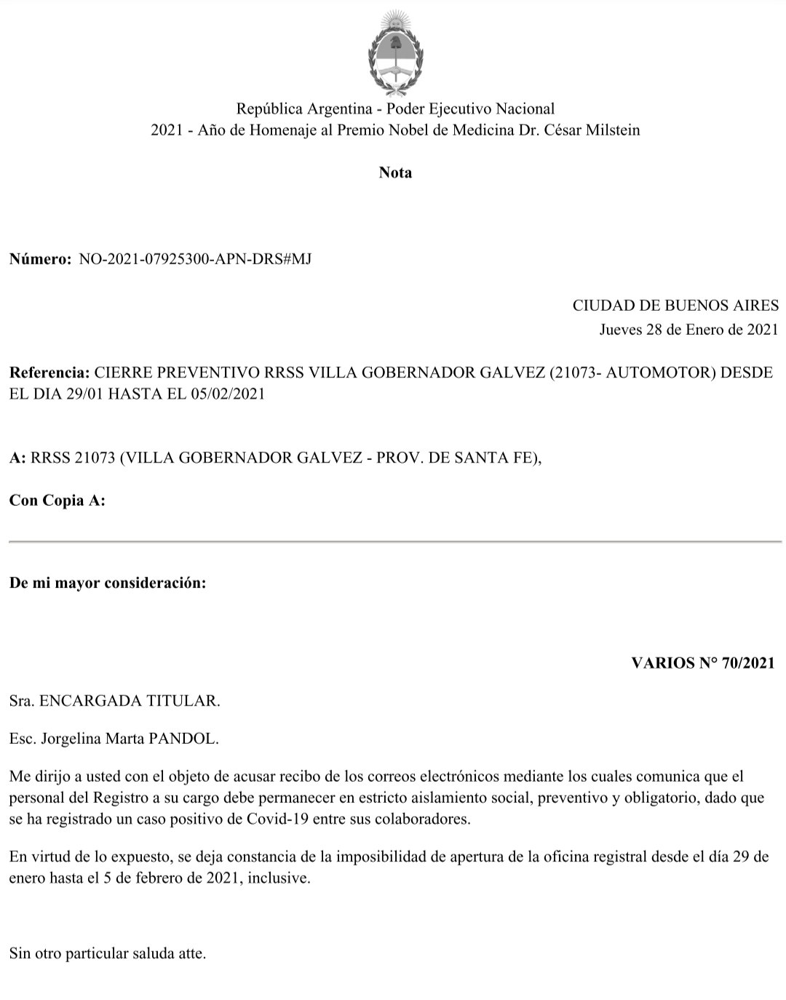 República Argentina - Poder Ejecutivo Nacional
2021 - Año de Homenaje al Premio Nobel de Medicina Dr. César Milstein
Nota
Número: NO-2021-07925300-APN-DRS#MJ
CIUDAD DE BUENOS AIRES
Jueves 28 de Enero de 2021
Referencia: CIERRE PREVENTIVO RRSS VILLA GOBERNADOR GALVEZ (21073- AUTOMOTOR) DESDE
EL DIA 29/01 HASTA EL 05/02/2021
A: RRSS 21073 (VILLA GOBERNADOR GALVEZ - PROV. DE SANTA FE),
Con Copia A:
De mi mayor consideración:
VARIOS N° 70/2021
Sra. ENCARGADA TITULAR.
Esc. Jorgelina Marta PANDOL.
Me dirijo a usted con el objeto de acusar recibo de los correos electrónicos mediante los cuales comunica que el
personal del Registro a su cargo debe permanecer en estricto aislamiento social, preventivo y obligatorio, dado que
se ha registrado un caso positivo de Covid-19 entre sus colaboradores.
En virtud de lo expuesto, se deja constancia de la imposibilidad de apertura de la oficina registral desde el día 29 de
enero hasta el 5 de febrero de 2021, inclusive.
Sin otro particular saluda atte.